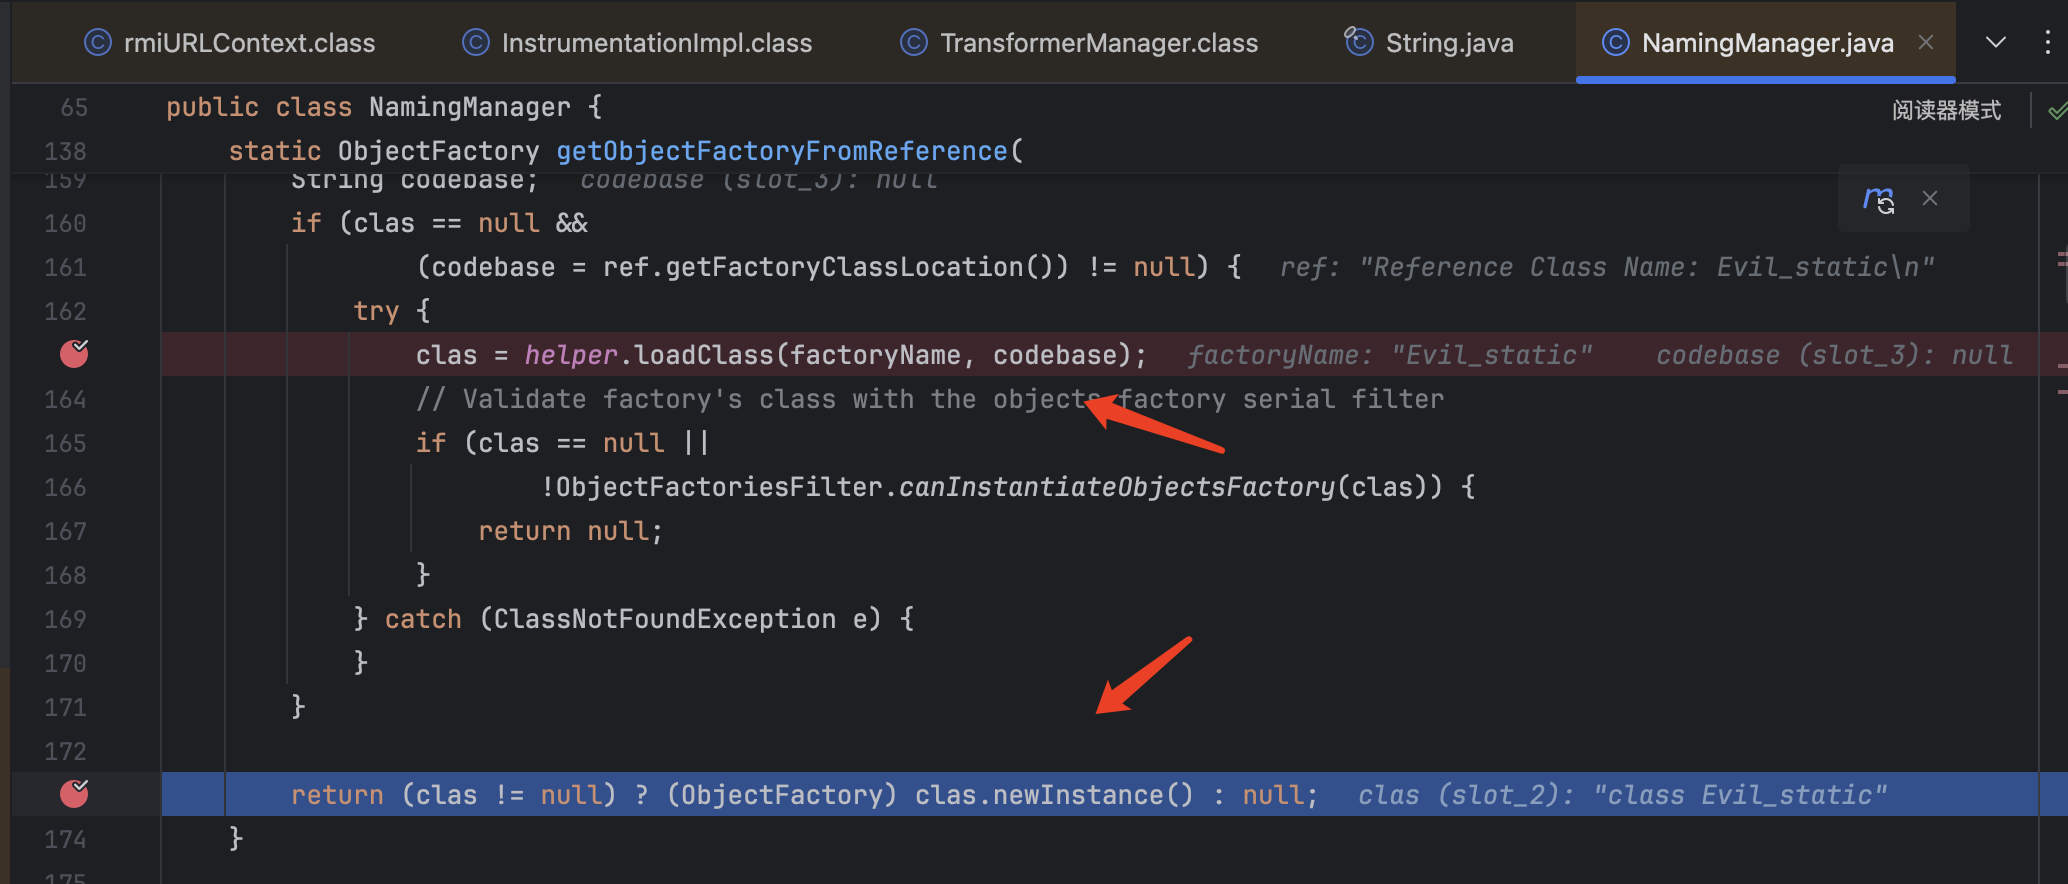 rmiURLContext.class InstrumentationImpl.class TransformerManager.class String.java NamingManager.java
65 public class NamingManager {
阅读器模式
138 static ObjectFactory getObjectFactoryFromReference(
159 String codebase; codebase (slot_3): null
160 if (clas == null &&
161 (codebase = ref.getFactoryClassLocation()) != null) { ref: "Reference Class Name: Evil_static\n"
162 try {
clas = helper.loadClass(factoryName, codebase); factoryName: "Evil_static" codebase (slot_3): null
164 // Validate factory's class with the objects factory serial filter
165 if (clas == null ||
166 !ObjectFactoriesFilter.canInstantiateObjectsFactory(clas)) {
167 return null;
168 }
169 } catch (ClassNotFoundException e) {
170 }
171 }
172
return (clas != null) ? (ObjectFactory) clas.newInstance() : null; clas (slot_2): "class Evil_static"
174 }
175